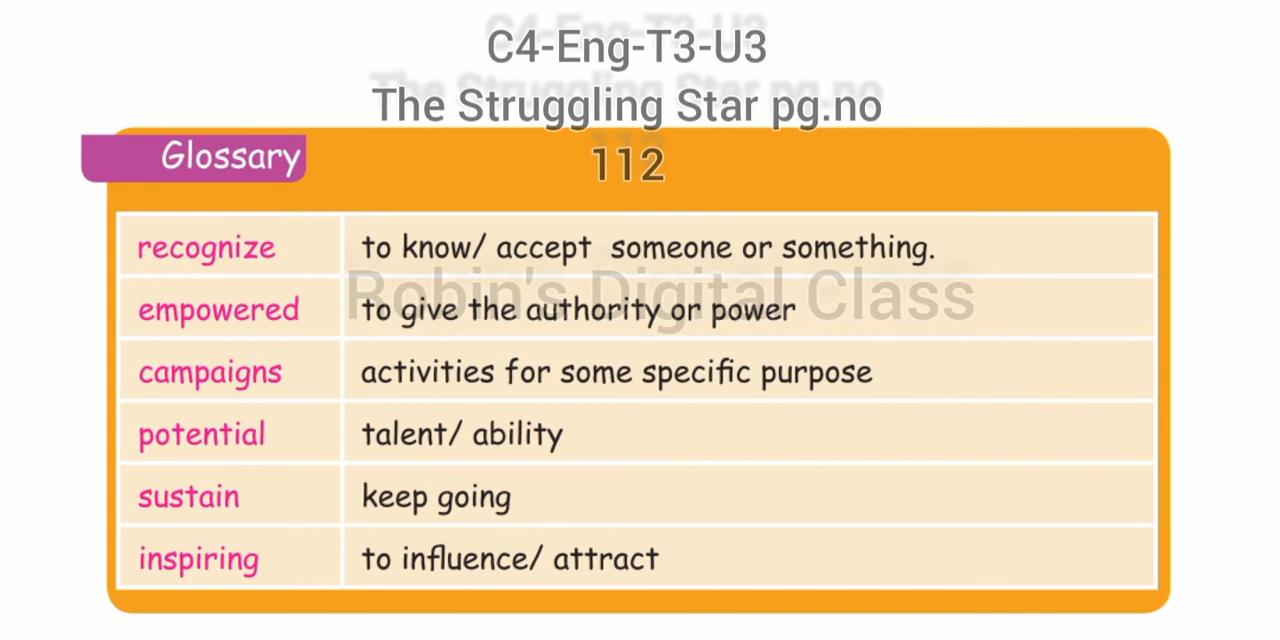 C4-Eng-T3-U3
The Struggling Star pg.no
112
Glossary
recognize to know/ accept someone or something.
Robin's Digital Class
empowered to give the authority or power
campaigns activities for some specific purpose
potential talent/ ability
sustain keep going
inspiring to influence/ attract